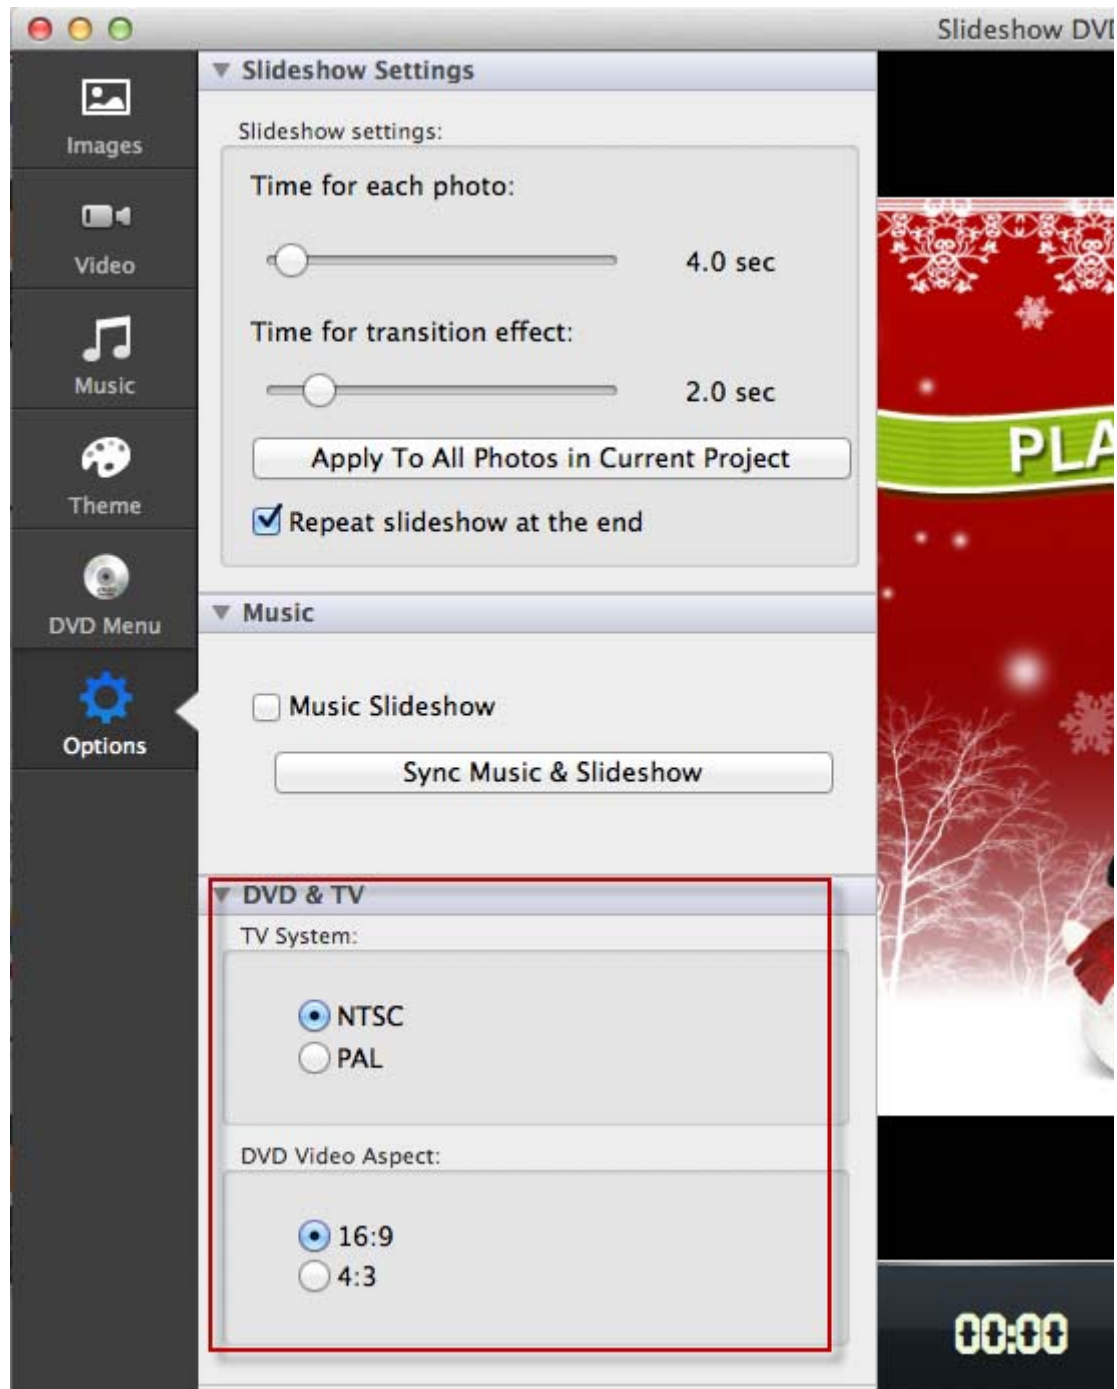 Slideshow DVD
Images
Video
Music
Theme
DVD Menu
Options
Slideshow Settings
Slideshow settings:
Time for each photo:
4.0 sec
Time for transition effect:
2.0 sec
Apply To All Photos in Current Project
Repeat slideshow at the end
Music
Music Slideshow
Sync Music & Slideshow
DVD & TV
TV System:
NTSC
PAL
DVD Video Aspect:
16:9
4:3
PLA
00:00